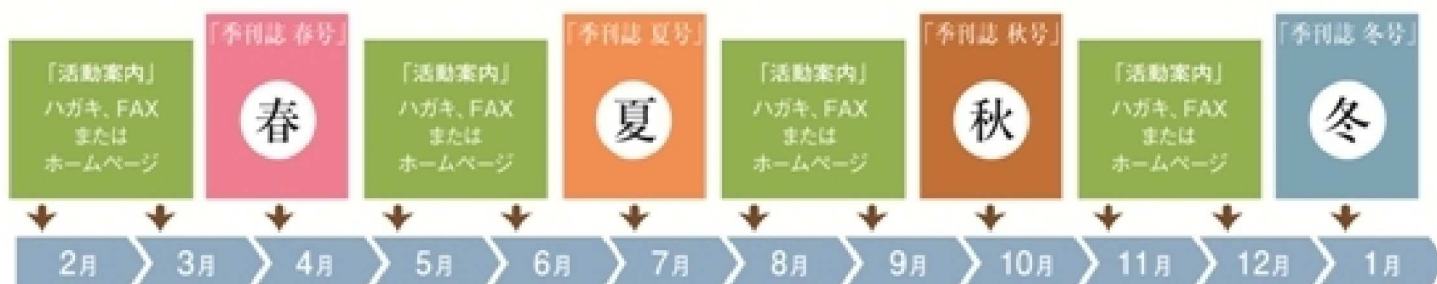 「活動案内」
ハガキ、FAX
または
ホームページ
「季刊誌 春号」
春
「活動案内」
ハガキ、FAX
または
ホームページ
「季刊誌 夏号」
夏
「活動案内」
ハガキ、FAX
または
ホームページ
「季刊誌 秋号」
秋
「活動案内」
ハガキ、FAX
または
ホームページ
「季刊誌 冬号」
冬
2月 3月 4月 5月 6月 7月 8月 9月 10月 11月 12月 1月